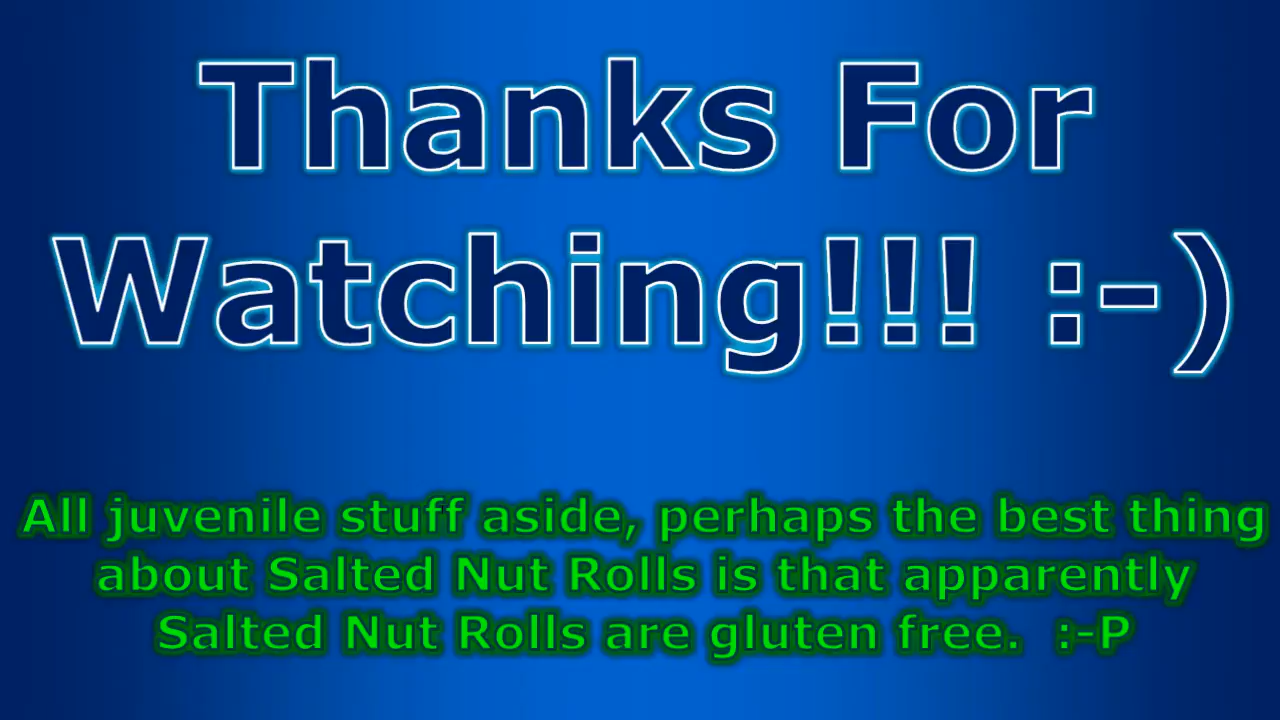 Thanks For
Watching!!! :-)
All juvenile stuff aside, perhaps the best thing
about Salted Nut Rolls is that apparently
Salted Nut Rolls are gluten free.  :-P